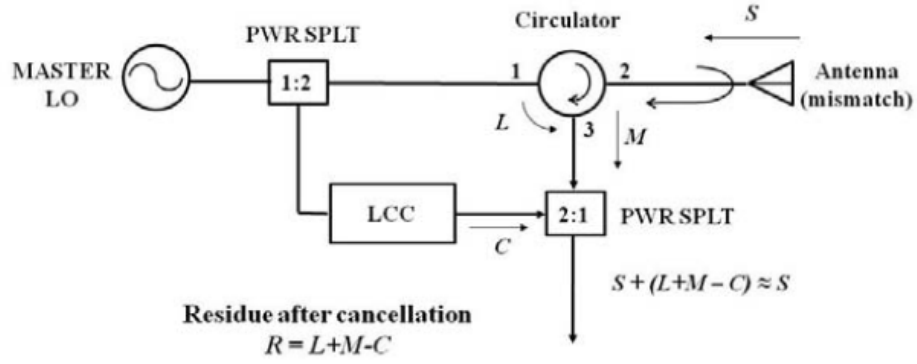 S
Circulator
PWR SPLT
MASTER
LO
1:2
1
2
Antenna
(mismatch)
L
3
M
LCC
2:1
PWR SPLT
C
S + (L+M – C) ≈ S
Residue after cancellation
R = L+M-C